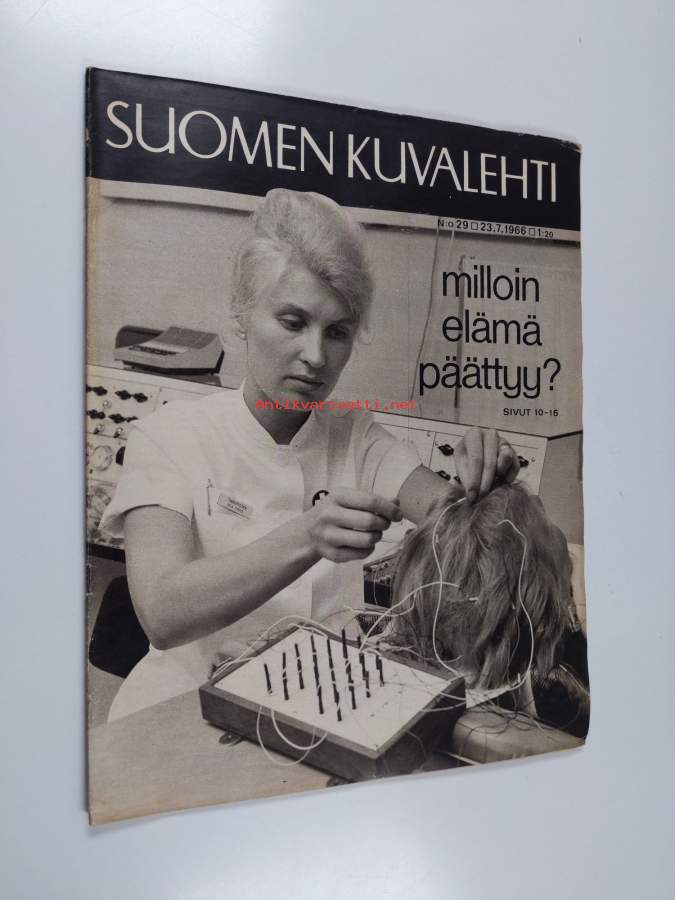 SUOMEN KUVALEHTI
N:o 29 □ 23.7.1966 □ 1:20
milloin
elämä
päättyy?
SIVUT 10-16
Antikvariaatti.net